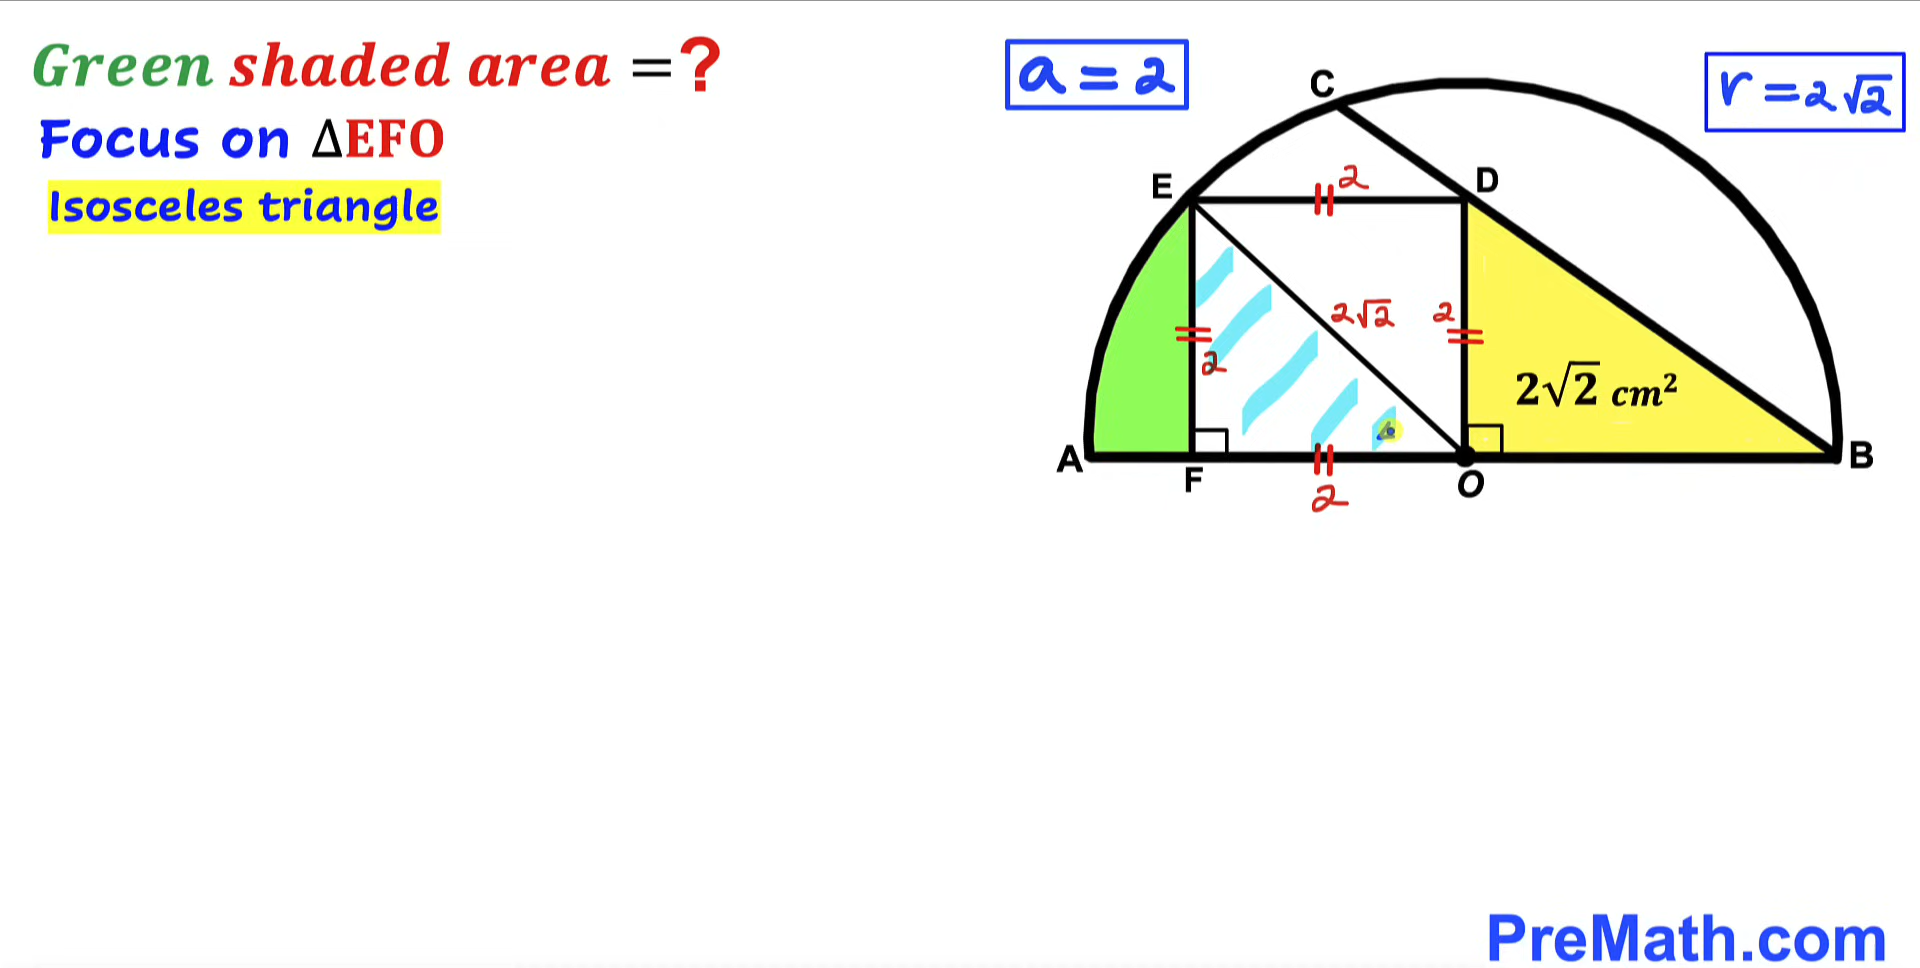 Green shaded area =?
Focus on ΔEFO
Isosceles triangle
a = 2
r = 2√2
C
E
2
D
2√2
2
2
2√2 cm²
A
F
2
O
B
PreMath.com